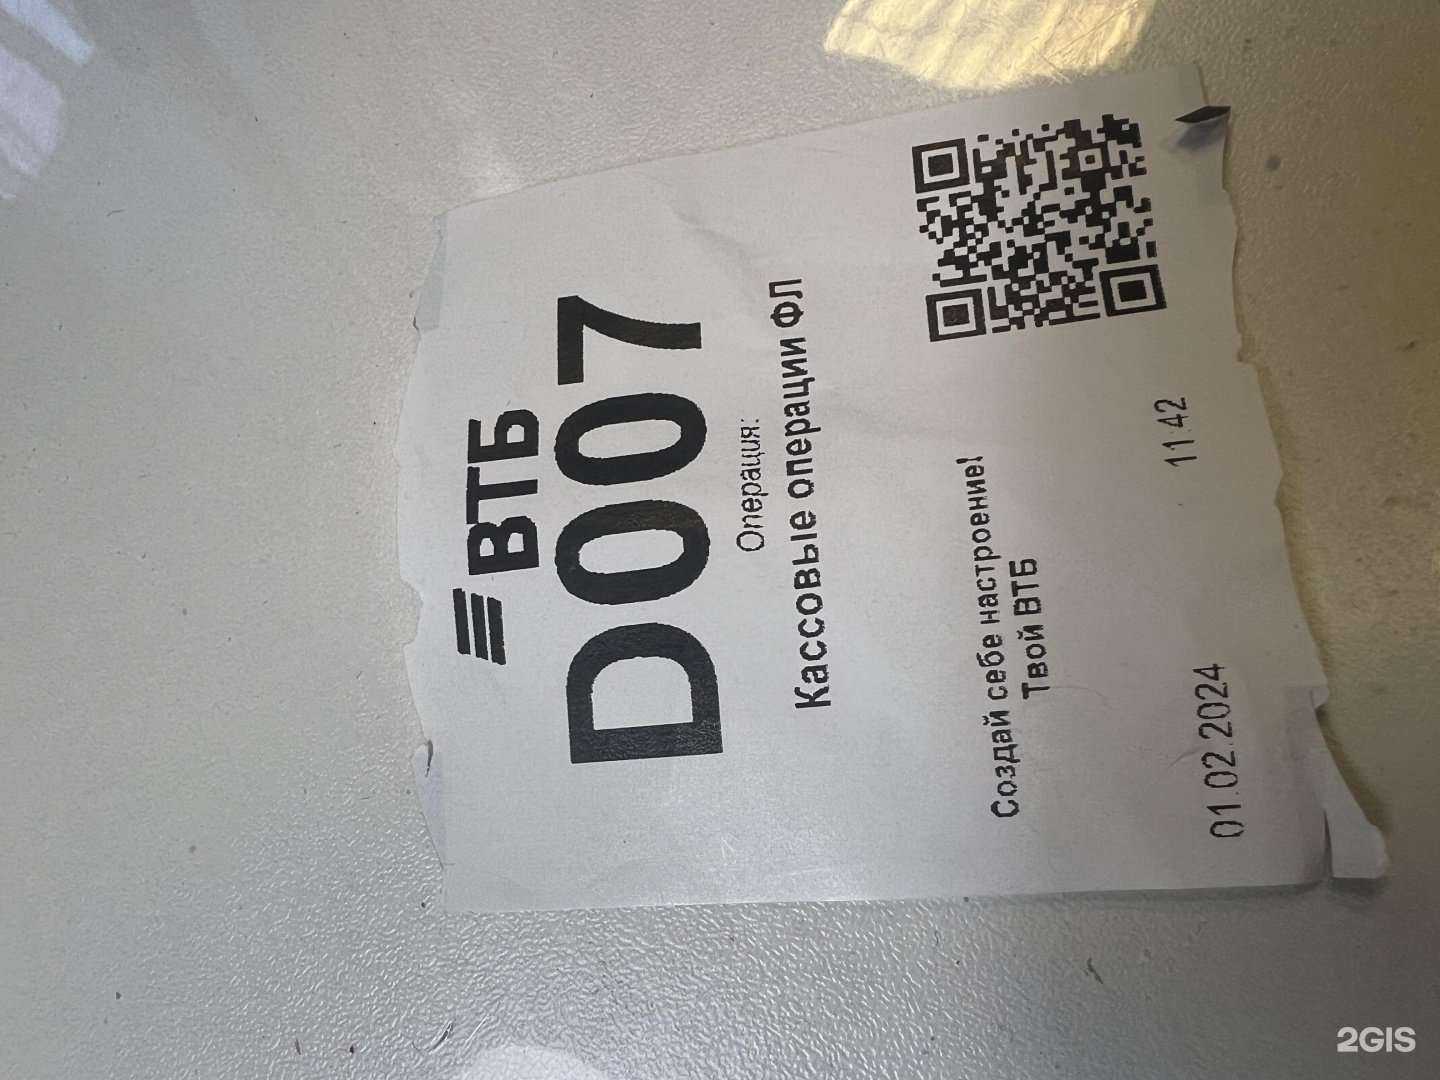 ВТБ
D007
Операция:
Кассовые операции ФЛ
Создай себе настроение!
Твой ВТБ
01.02.2024 11:42
2GIS